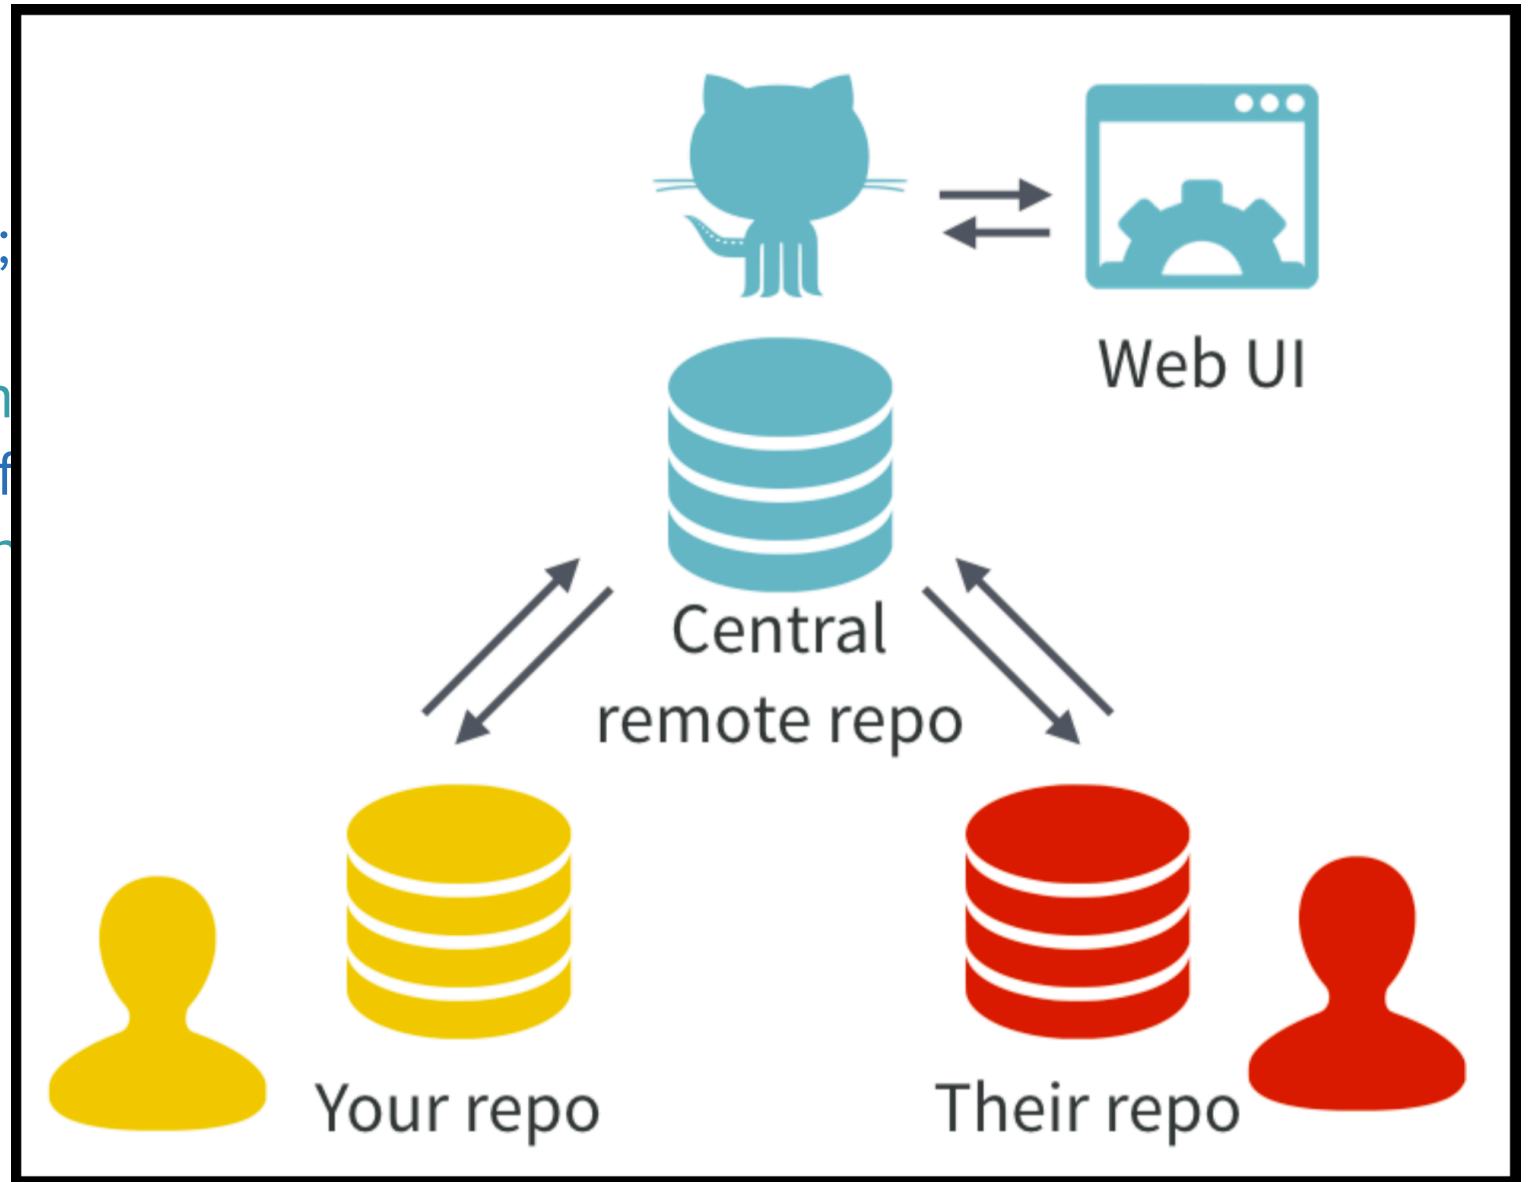 ;
f
Web UI
Central
remote repo
Your repo
Their repo